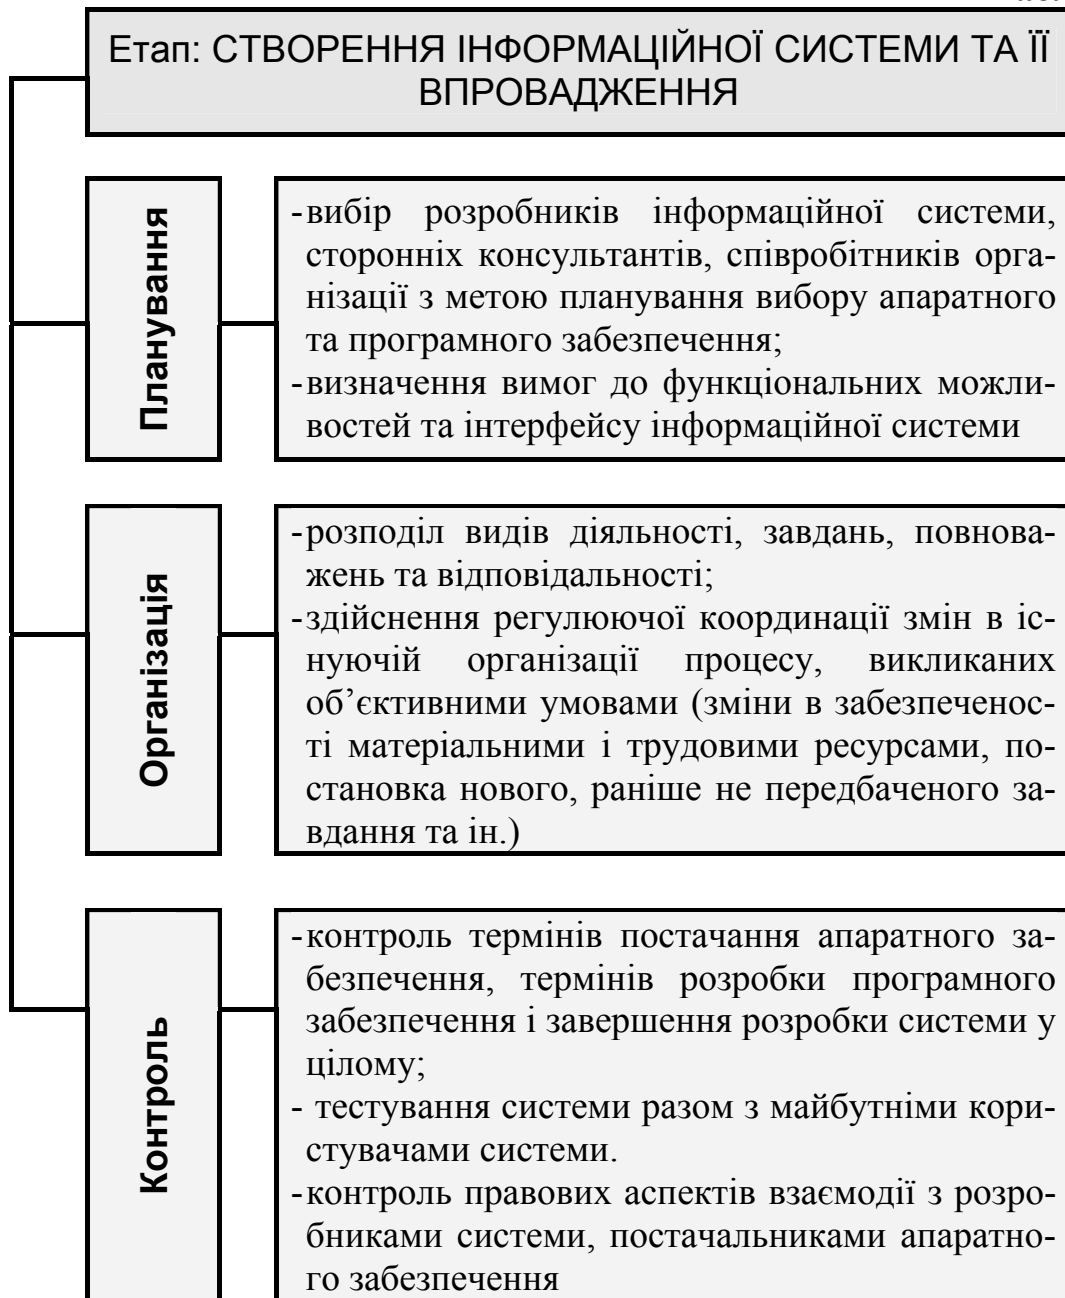 Етап: СТВОРЕННЯ ІНФОРМАЦІЙНОЇ СИСТЕМИ ТА ЇЇ
ВПРОВАДЖЕННЯ
Планування
-вибір розробників інформаційної системи,
сторонніх консультантів, співробітників орга-
нізації з метою планування вибору апаратного
та програмного забезпечення;
-визначення вимог до функціональних можли-
востей та інтерфейсу інформаційної системи
Організація
-розподіл видів діяльності, завдань, повнова-
жень та відповідальності;
-здійснення регулюючої координації змін в іс-
нуючій організації процесу, викликаних
об’єктивними умовами (зміни в забезпеченос-
ті матеріальними і трудовими ресурсами, по-
становка нового, раніше не передбаченого за-
вдання та ін.)
Контроль
-контроль термінів постачання апаратного за-
безпечення, термінів розробки програмного
забезпечення і завершення розробки системи у
цілому;
- тестування системи разом з майбутніми кори-
стувачами системи.
-контроль правових аспектів взаємодії з розро-
бниками системи, постачальниками апаратно-
го забезпечення